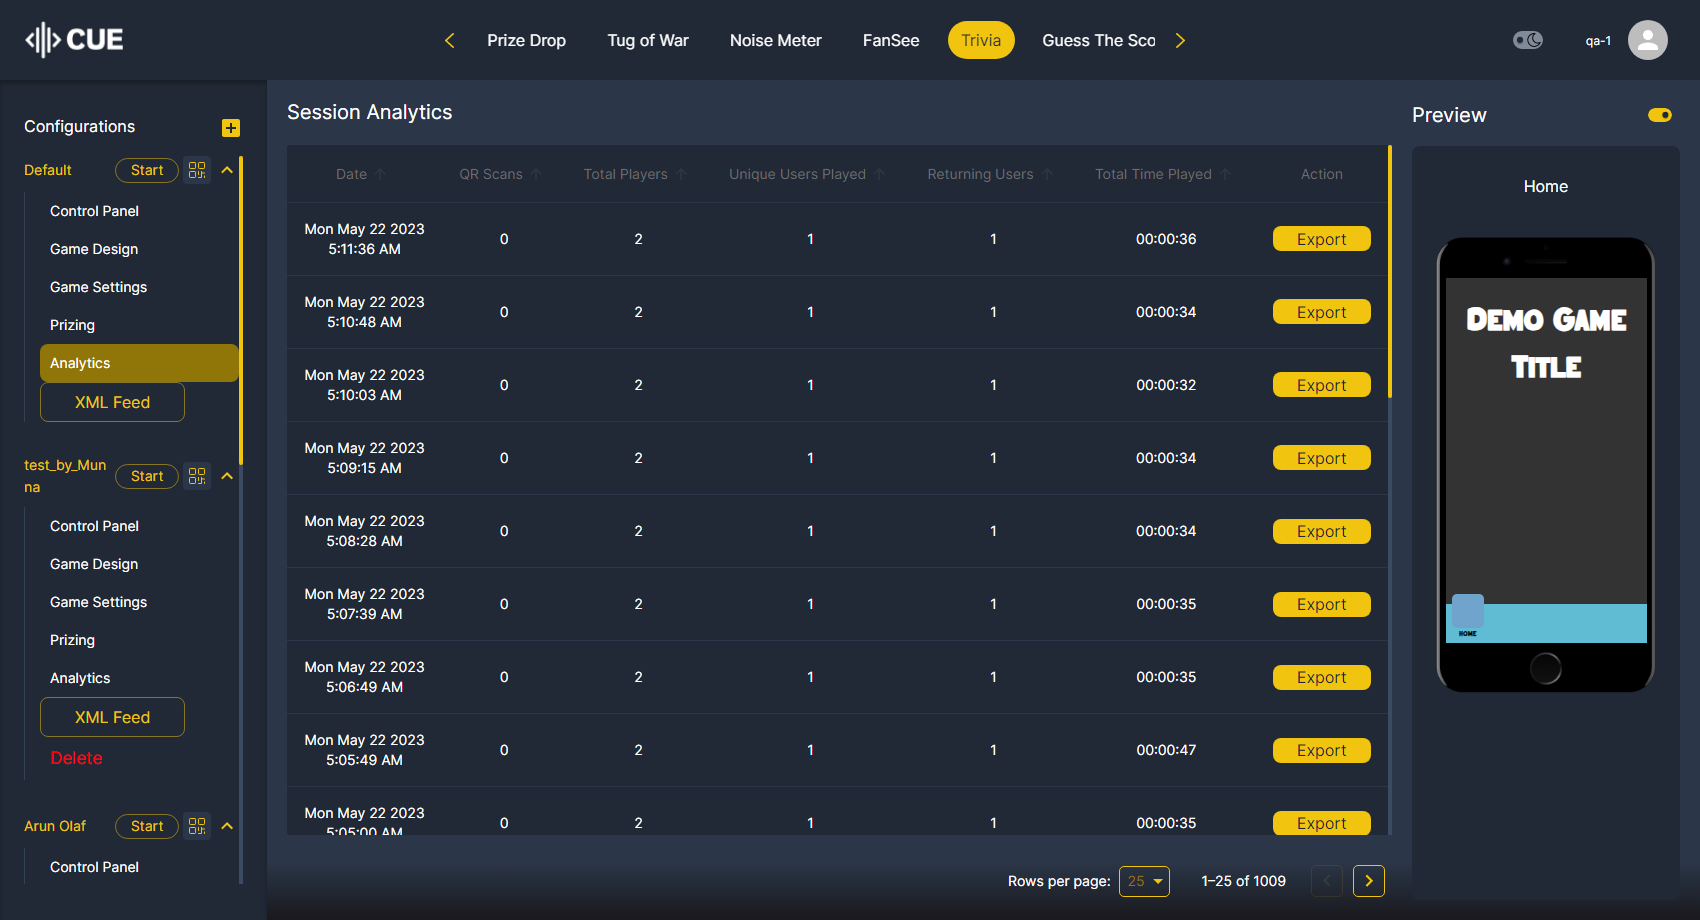 CUE
Prize Drop
Tug of War
Noise Meter
FanSee
Trivia
Guess The Sco
qa-1
Configurations
Default
Start
Control Panel
Game Design
Game Settings
Prizing
Analytics
XML Feed
test_by_Mun
na
Start
Control Panel
Game Design
Game Settings
Prizing
Analytics
XML Feed
Delete
Arun Olaf
Start
Control Panel
Session Analytics
Date QR Scans Total Players Unique Users Played Returning Users Total Time Played Action
Mon May 22 2023
5:11:36 AM
0 2 1 1 00:00:36 Export
Mon May 22 2023
5:10:48 AM
0 2 1 1 00:00:34 Export
Mon May 22 2023
5:10:03 AM
0 2 1 1 00:00:32 Export
Mon May 22 2023
5:09:15 AM
0 2 1 1 00:00:34 Export
Mon May 22 2023
5:08:28 AM
0 2 1 1 00:00:34 Export
Mon May 22 2023
5:07:39 AM
0 2 1 1 00:00:35 Export
Mon May 22 2023
5:06:49 AM
0 2 1 1 00:00:35 Export
Mon May 22 2023
5:05:49 AM
0 2 1 1 00:00:47 Export
Mon May 22 2023
5:05:00 AM
0 2 1 1 00:00:35 Export
Rows per page: 25 1–25 of 1009
Preview
Home
Demo Game
Title
HOME